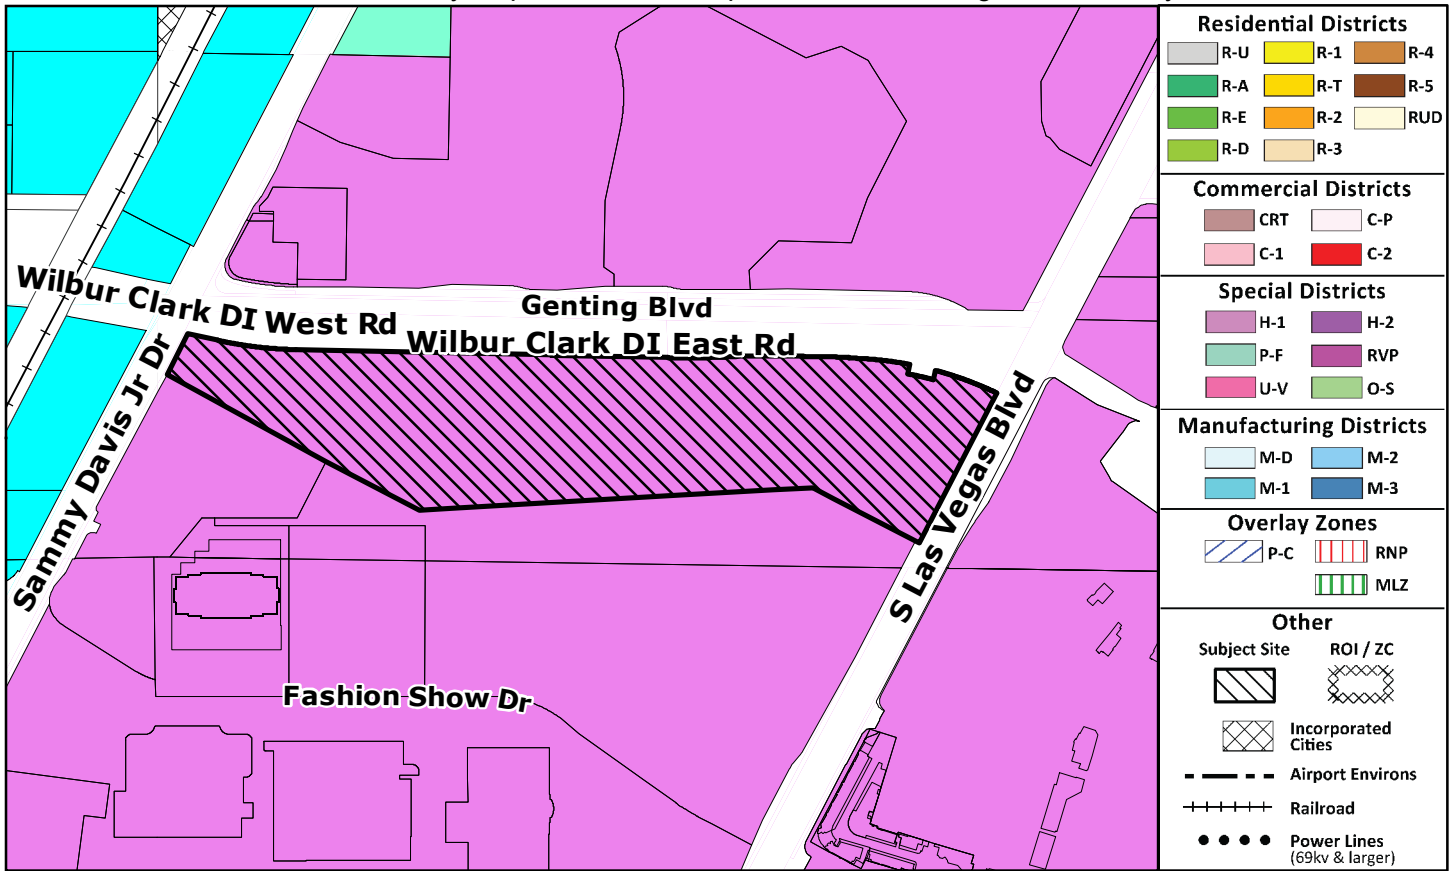 Wilbur Clark DI West Rd
Genting Blvd
Wilbur Clark DI East Rd
Sammy Davis Jr Dr
S Las Vegas Blvd
Fashion Show Dr
Residential Districts
R-U R-1 R-4
R-A R-T R-5
R-E R-2 RUD
R-D R-3
Commercial Districts
CRT C-P
C-1 C-2
Special Districts
H-1 H-2
P-F RVP
U-V O-S
Manufacturing Districts
M-D M-2
M-1 M-3
Overlay Zones
P-C RNP
MLZ
Other
Subject Site ROI / ZC
Incorporated
Cities
Airport Environs
Railroad
Power Lines
(69kv & larger)